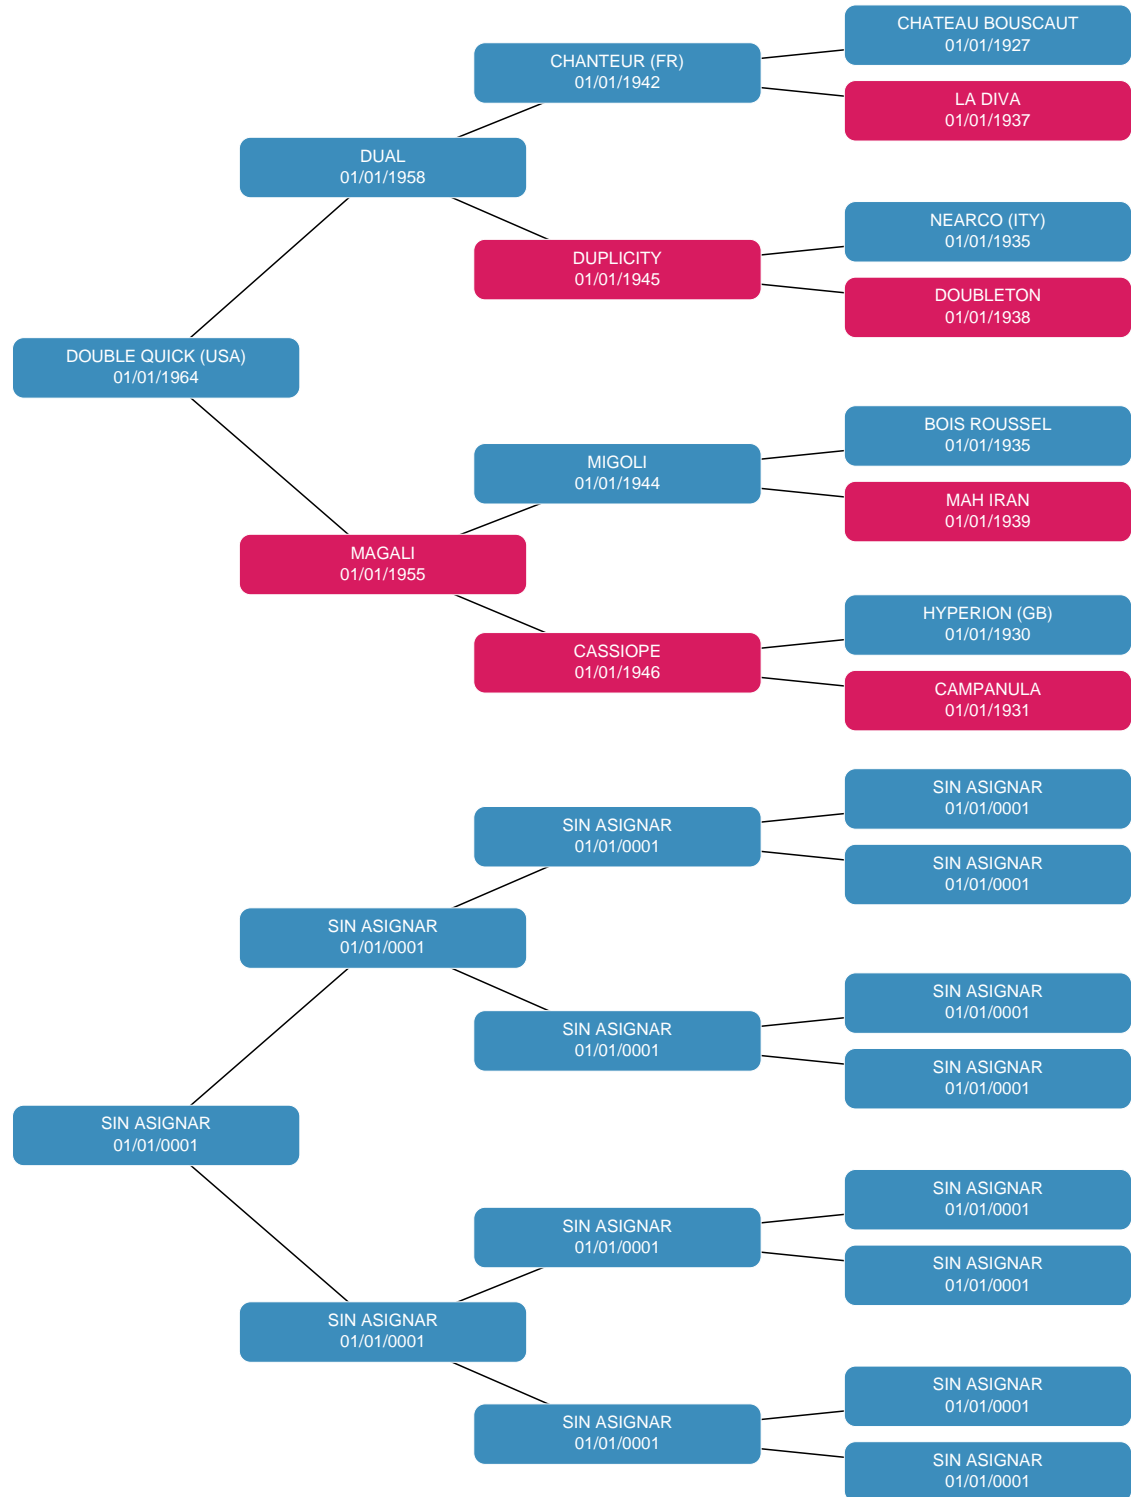 CHATEAU BOUSCAUT
01/01/1927
CHANTEUR (FR)
01/01/1942
LA DIVA
01/01/1937
DUAL
01/01/1958
NEARCO (ITY)
01/01/1935
DUPLICITY
01/01/1945
DOUBLETON
01/01/1938
DOUBLE QUICK (USA)
01/01/1964
BOIS ROUSSEL
01/01/1935
MIGOLI
01/01/1944
MAH IRAN
01/01/1939
MAGALI
01/01/1955
HYPERION (GB)
01/01/1930
CASSIOPE
01/01/1946
CAMPANULA
01/01/1931
SIN ASIGNAR
01/01/0001
SIN ASIGNAR
01/01/0001
SIN ASIGNAR
01/01/0001
SIN ASIGNAR
01/01/0001
SIN ASIGNAR
01/01/0001
SIN ASIGNAR
01/01/0001
SIN ASIGNAR
01/01/0001
SIN ASIGNAR
01/01/0001
SIN ASIGNAR
01/01/0001
SIN ASIGNAR
01/01/0001
SIN ASIGNAR
01/01/0001
SIN ASIGNAR
01/01/0001
SIN ASIGNAR
01/01/0001
SIN ASIGNAR
01/01/0001
SIN ASIGNAR
01/01/0001